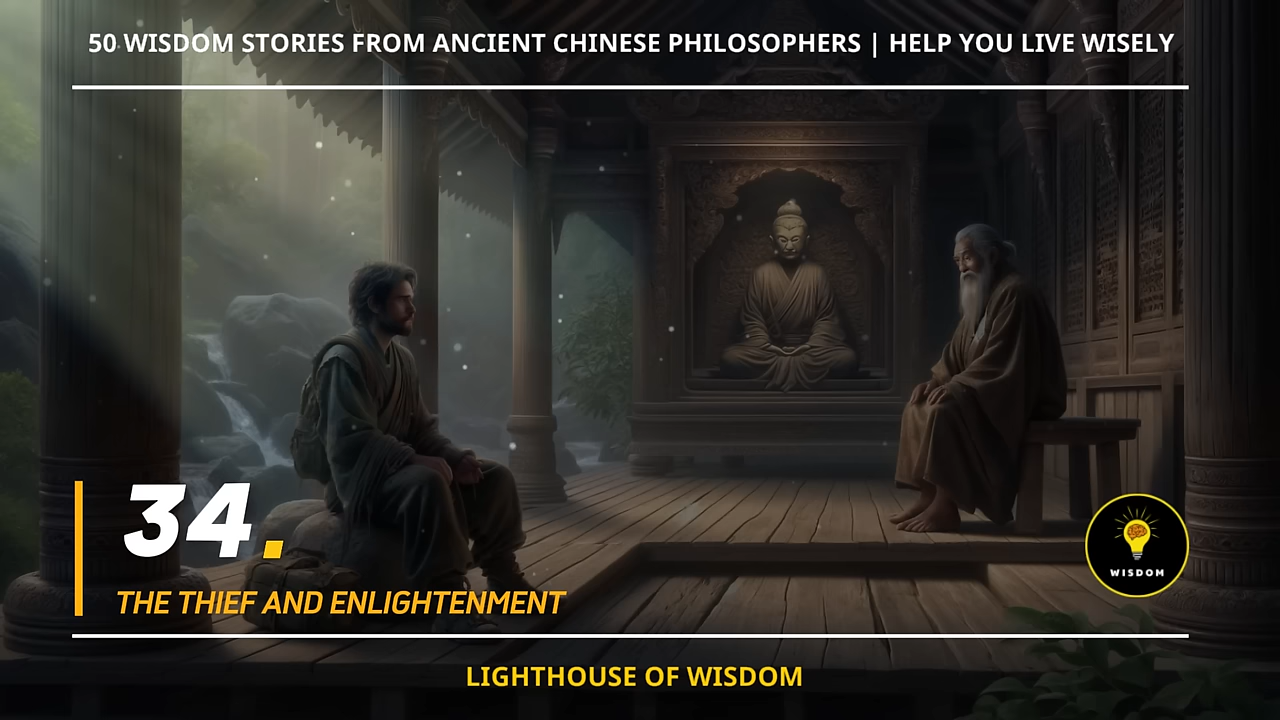 50 WISDOM STORIES FROM ANCIENT CHINESE PHILOSOPHERS | HELP YOU LIVE WISELY
34.
THE THIEF AND ENLIGHTENMENT
WISDOM
LIGHTHOUSE OF WISDOM